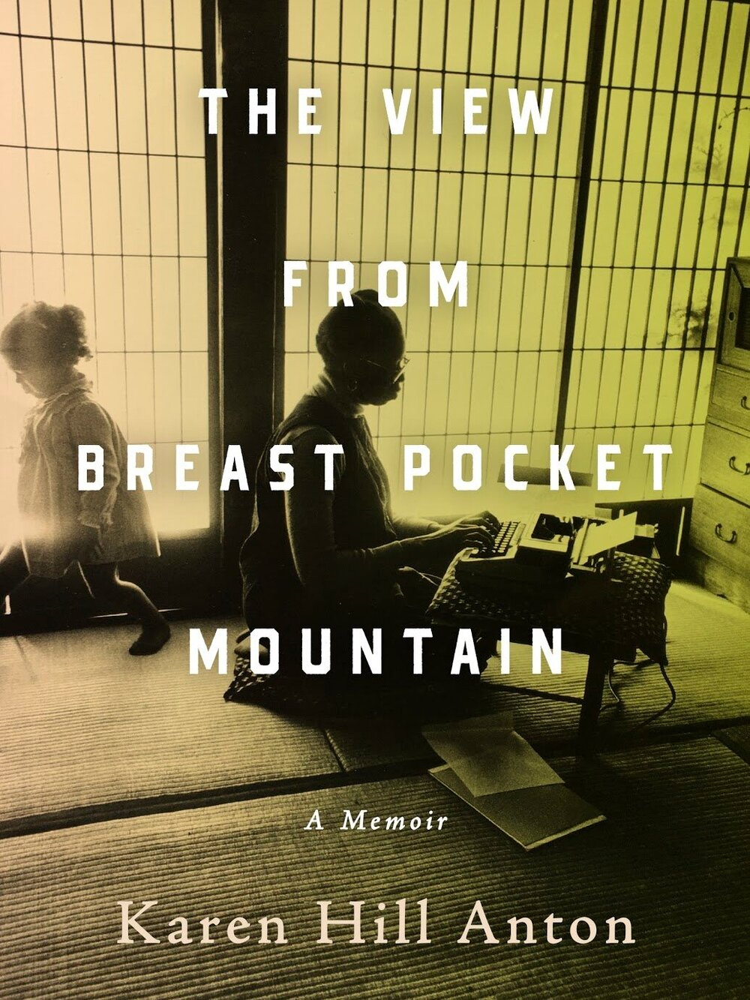 THE VIEW
FROM
BREAST POCKET
MOUNTAIN
A Memoir
Karen Hill Anton